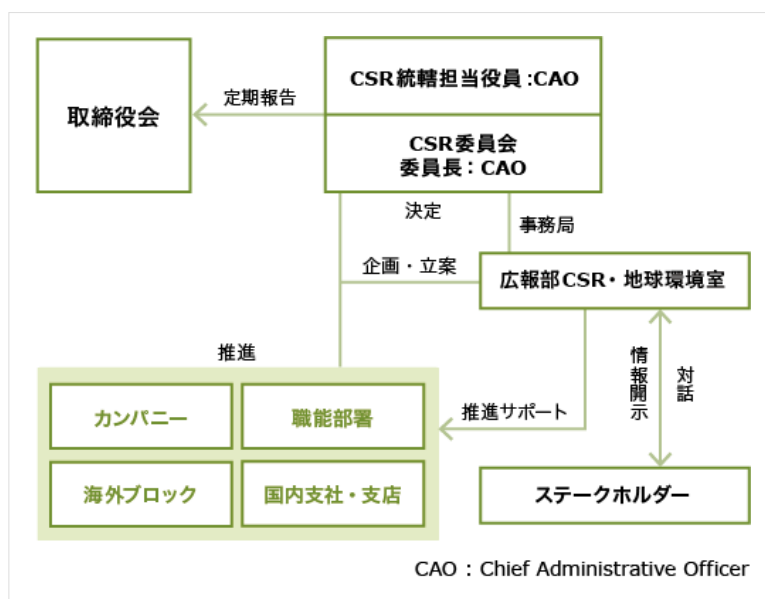 CSR統轄担当役員:CAO
取締役会
定期報告
CSR委員会
委員長：CAO
決定
事務局
企画・立案
広報部CSR・地球環境室
推進
情報開示
対話
カンパニー
職能部署
推進サポート
海外ブロック
国内支社・支店
ステークホルダー
CAO : Chief Administrative Officer